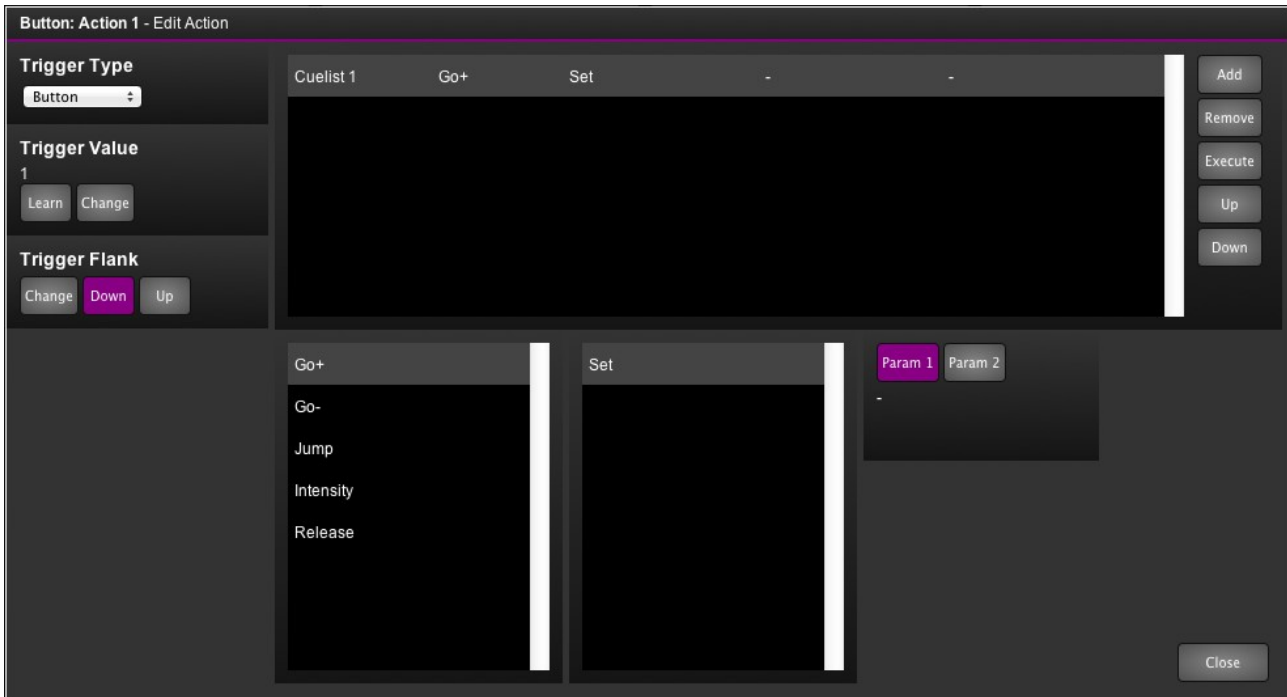 Button: Action 1 - Edit Action
Trigger Type
Button
Trigger Value
1
Learn Change
Trigger Flank
Change Down Up
Cuelist 1 Go+ Set - -
Add
Remove
Execute
Up
Down
Go+
Go-
Jump
Intensity
Release
Set
Param 1 Param 2
-
Close